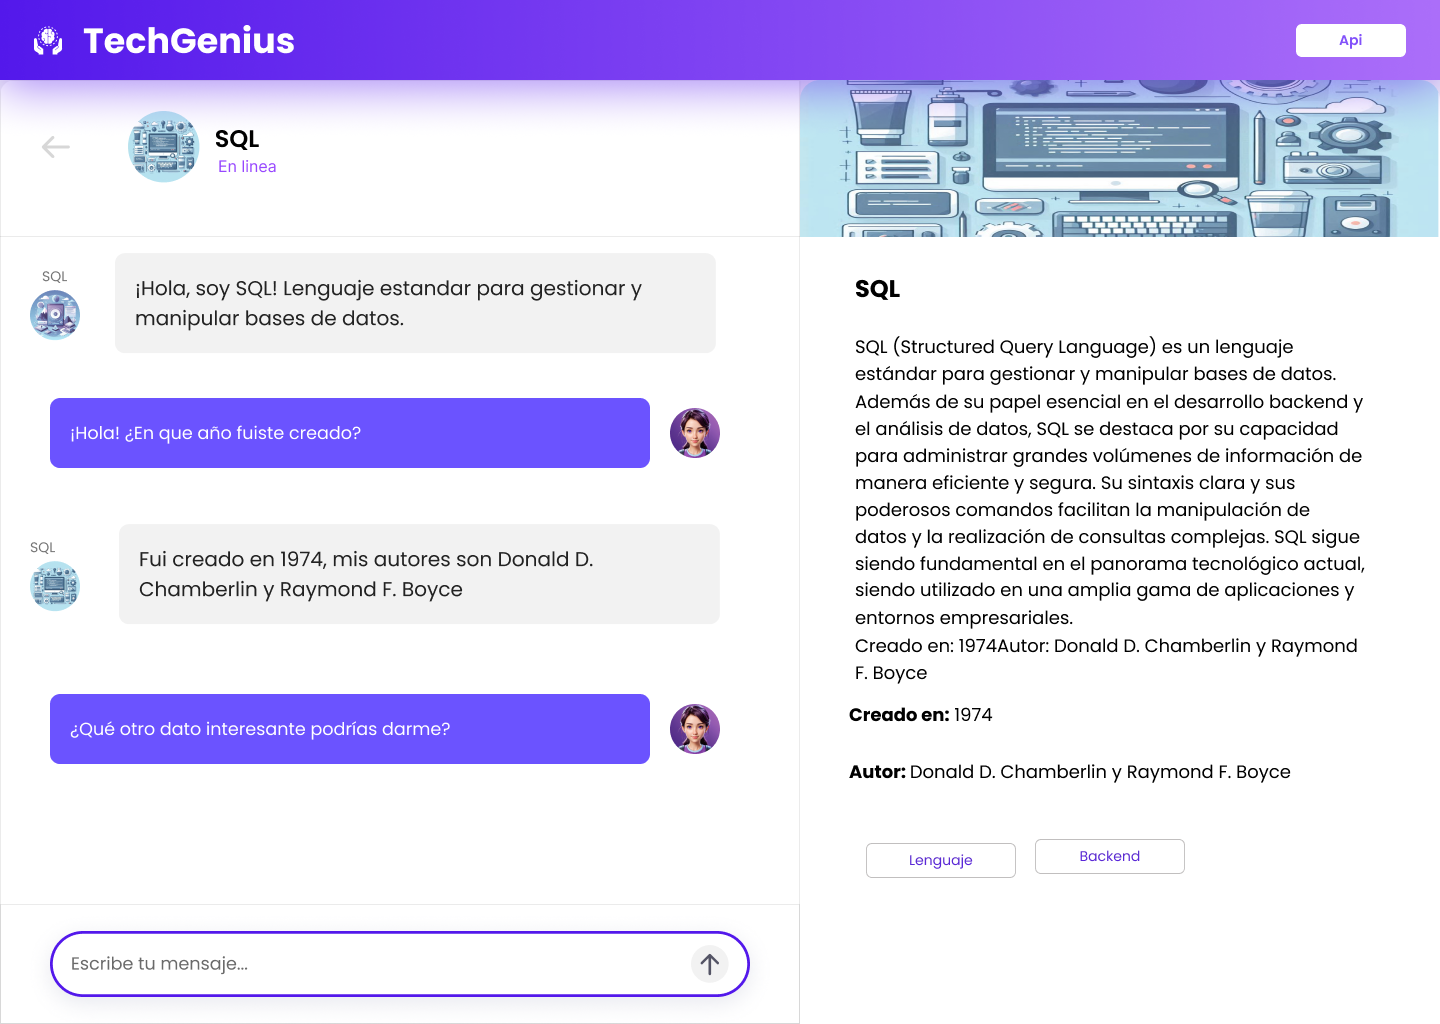 TechGenius
Api
SQL
En linea
SQL
¡Hola, soy SQL! Lenguaje estandar para gestionar y
manipular bases de datos.
¡Hola! ¿En que año fuiste creado?
SQL
Fui creado en 1974, mis autores son Donald D.
Chamberlin y Raymond F. Boyce
¿Qué otro dato interesante podrías darme?
Escribe tu mensaje...
SQL
SQL (Structured Query Language) es un lenguaje
estándar para gestionar y manipular bases de datos.
Además de su papel esencial en el desarrollo backend y
el análisis de datos, SQL se destaca por su capacidad
para administrar grandes volúmenes de información de
manera eficiente y segura. Su sintaxis clara y sus
poderosos comandos facilitan la manipulación de
datos y la realización de consultas complejas. SQL sigue
siendo fundamental en el panorama tecnológico actual,
siendo utilizado en una amplia gama de aplicaciones y
entornos empresariales.
Creado en: 1974Autor: Donald D. Chamberlin y Raymond
F. Boyce
Creado en: 1974
Autor: Donald D. Chamberlin y Raymond F. Boyce
Lenguaje
Backend